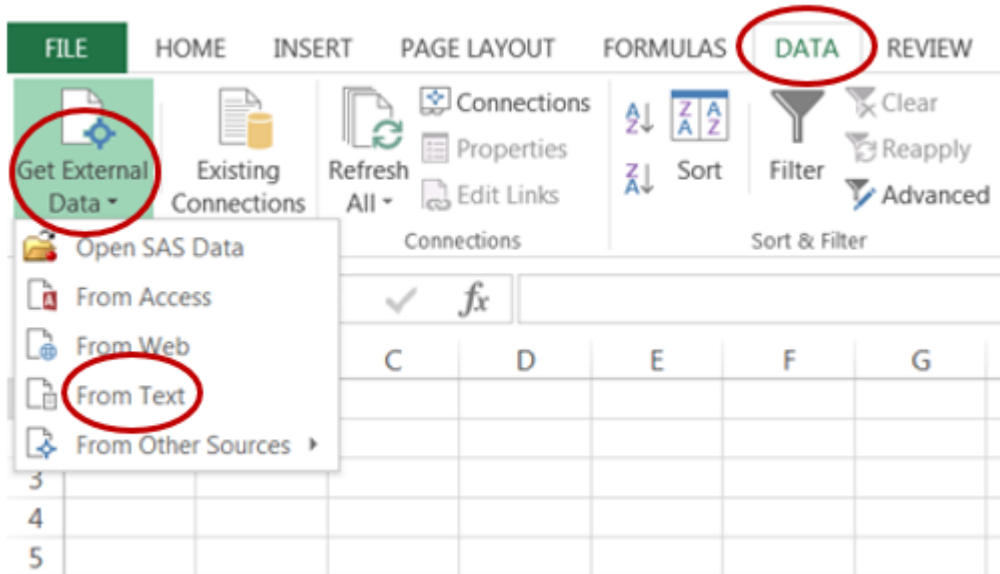 FILE HOME INSERT PAGE LAYOUT FORMULAS DATA REVIEW
Get External
Data
Existing
Connections
Refresh
All
Connections
Properties
Edit Links
Connections
A
Z
Z
A
Z A
A Z
Sort
Filter
Clear
Reapply
Advanced
Sort & Filter
Open SAS Data
From Access
From Web
From Text
From Other Sources
fx
C D E F G
3
4
5